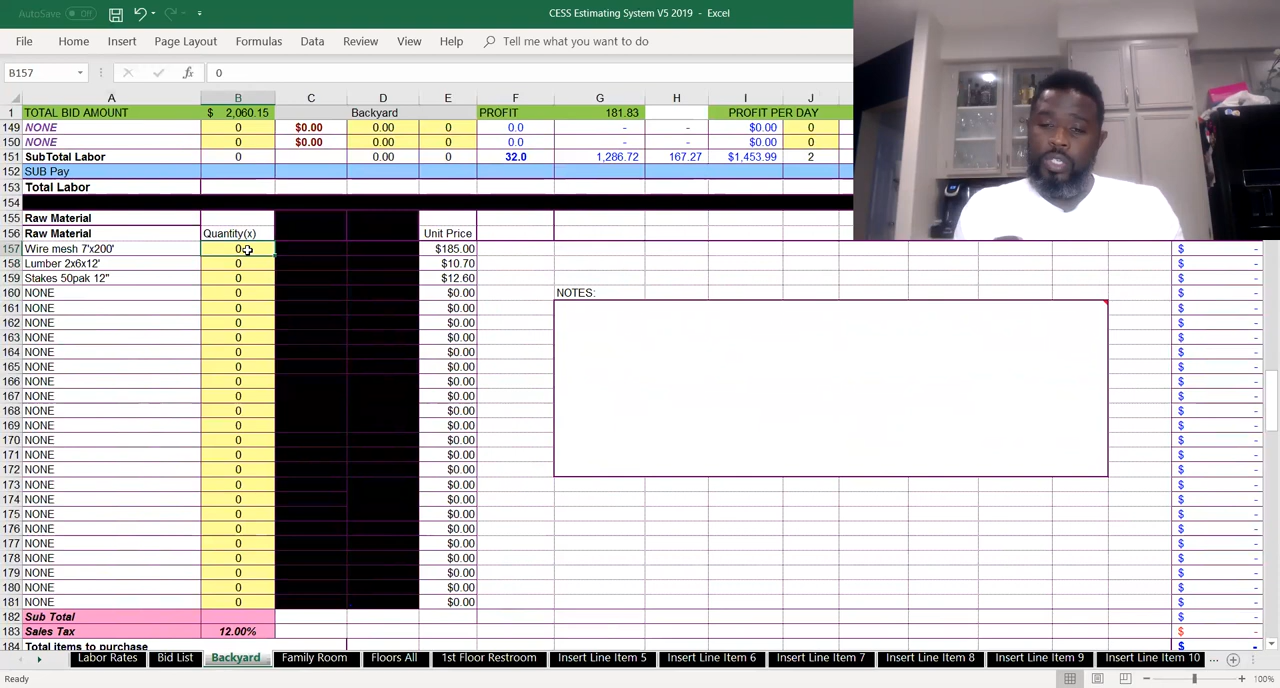 AutoSave Off CESS Estimating System V5 2019 - Excel
File Home Insert Page Layout Formulas Data Review View Help Tell me what you want to do
B157 fx 0
A B C D E F G H I J
1 TOTAL BID AMOUNT $ 2,060.15 Backyard PROFIT 181.83 PROFIT PER DAY
149 NONE 0 $0.00 0.00 0 0.0 - - $0.00 0
150 NONE 0 $0.00 0.00 0 0.0 - - $0.00 0
151 SubTotal Labor 0 0.00 0 32.0 1,286.72 167.27 $1,453.99 2
152 SUB Pay
153 Total Labor
154
155 Raw Material
156 Raw Material Quantity(x) Unit Price
157 Wire mesh 7'x200' 0 $185.00 $ -
158 Lumber 2x6x12' 0 $10.70 $ -
159 Stakes 50pak 12" 0 $12.60 $ -
160 NONE 0 $0.00 NOTES: $ -
161 NONE 0 $0.00 $ -
162 NONE 0 $0.00 $ -
163 NONE 0 $0.00 $ -
164 NONE 0 $0.00 $ -
165 NONE 0 $0.00 $ -
166 NONE 0 $0.00 $ -
167 NONE 0 $0.00 $ -
168 NONE 0 $0.00 $ -
169 NONE 0 $0.00 $ -
170 NONE 0 $0.00 $ -
171 NONE 0 $0.00 $ -
172 NONE 0 $0.00 $ -
173 NONE 0 $0.00 $ -
174 NONE 0 $0.00 $ -
175 NONE 0 $0.00 $ -
176 NONE 0 $0.00 $ -
177 NONE 0 $0.00 $ -
178 NONE 0 $0.00 $ -
179 NONE 0 $0.00 $ -
180 NONE 0 $0.00 $ -
181 NONE 0 $0.00 $ -
182 Sub Total $ -
183 Sales Tax 12.00% $ -
184 Total items to purchase $ -
Labor Rates Bid List Backyard Family Room Floors All 1st Floor Restroom Insert Line Item 5 Insert Line Item 6 Insert Line Item 7 Insert Line Item 8 Insert Line Item 9 Insert Line Item 10 ...
Ready 100%